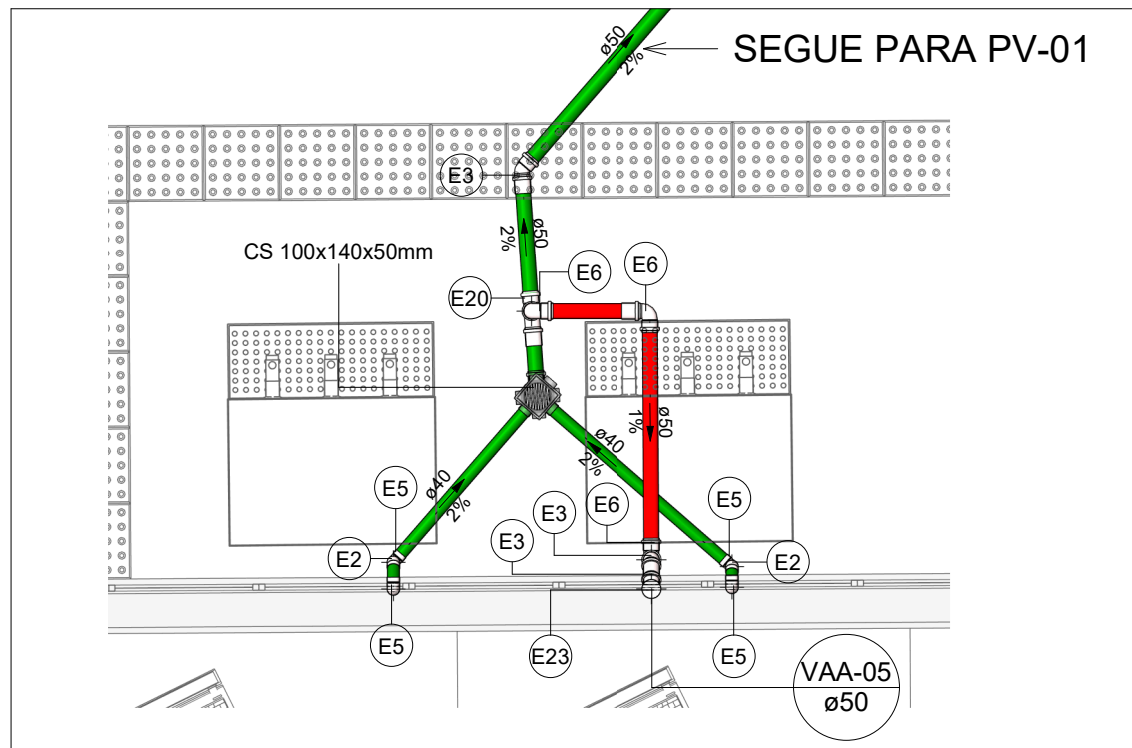 ø50
2%
SEGUE PARA PV-01
E3
CS 100x140x50mm
ø50
2%
E6
E6
E20
ø50
1%
ø40
2%
ø40
2%
E5
E3
E6
E5
E2
E3
E2
E5
E23
E5
VAA-05
ø50